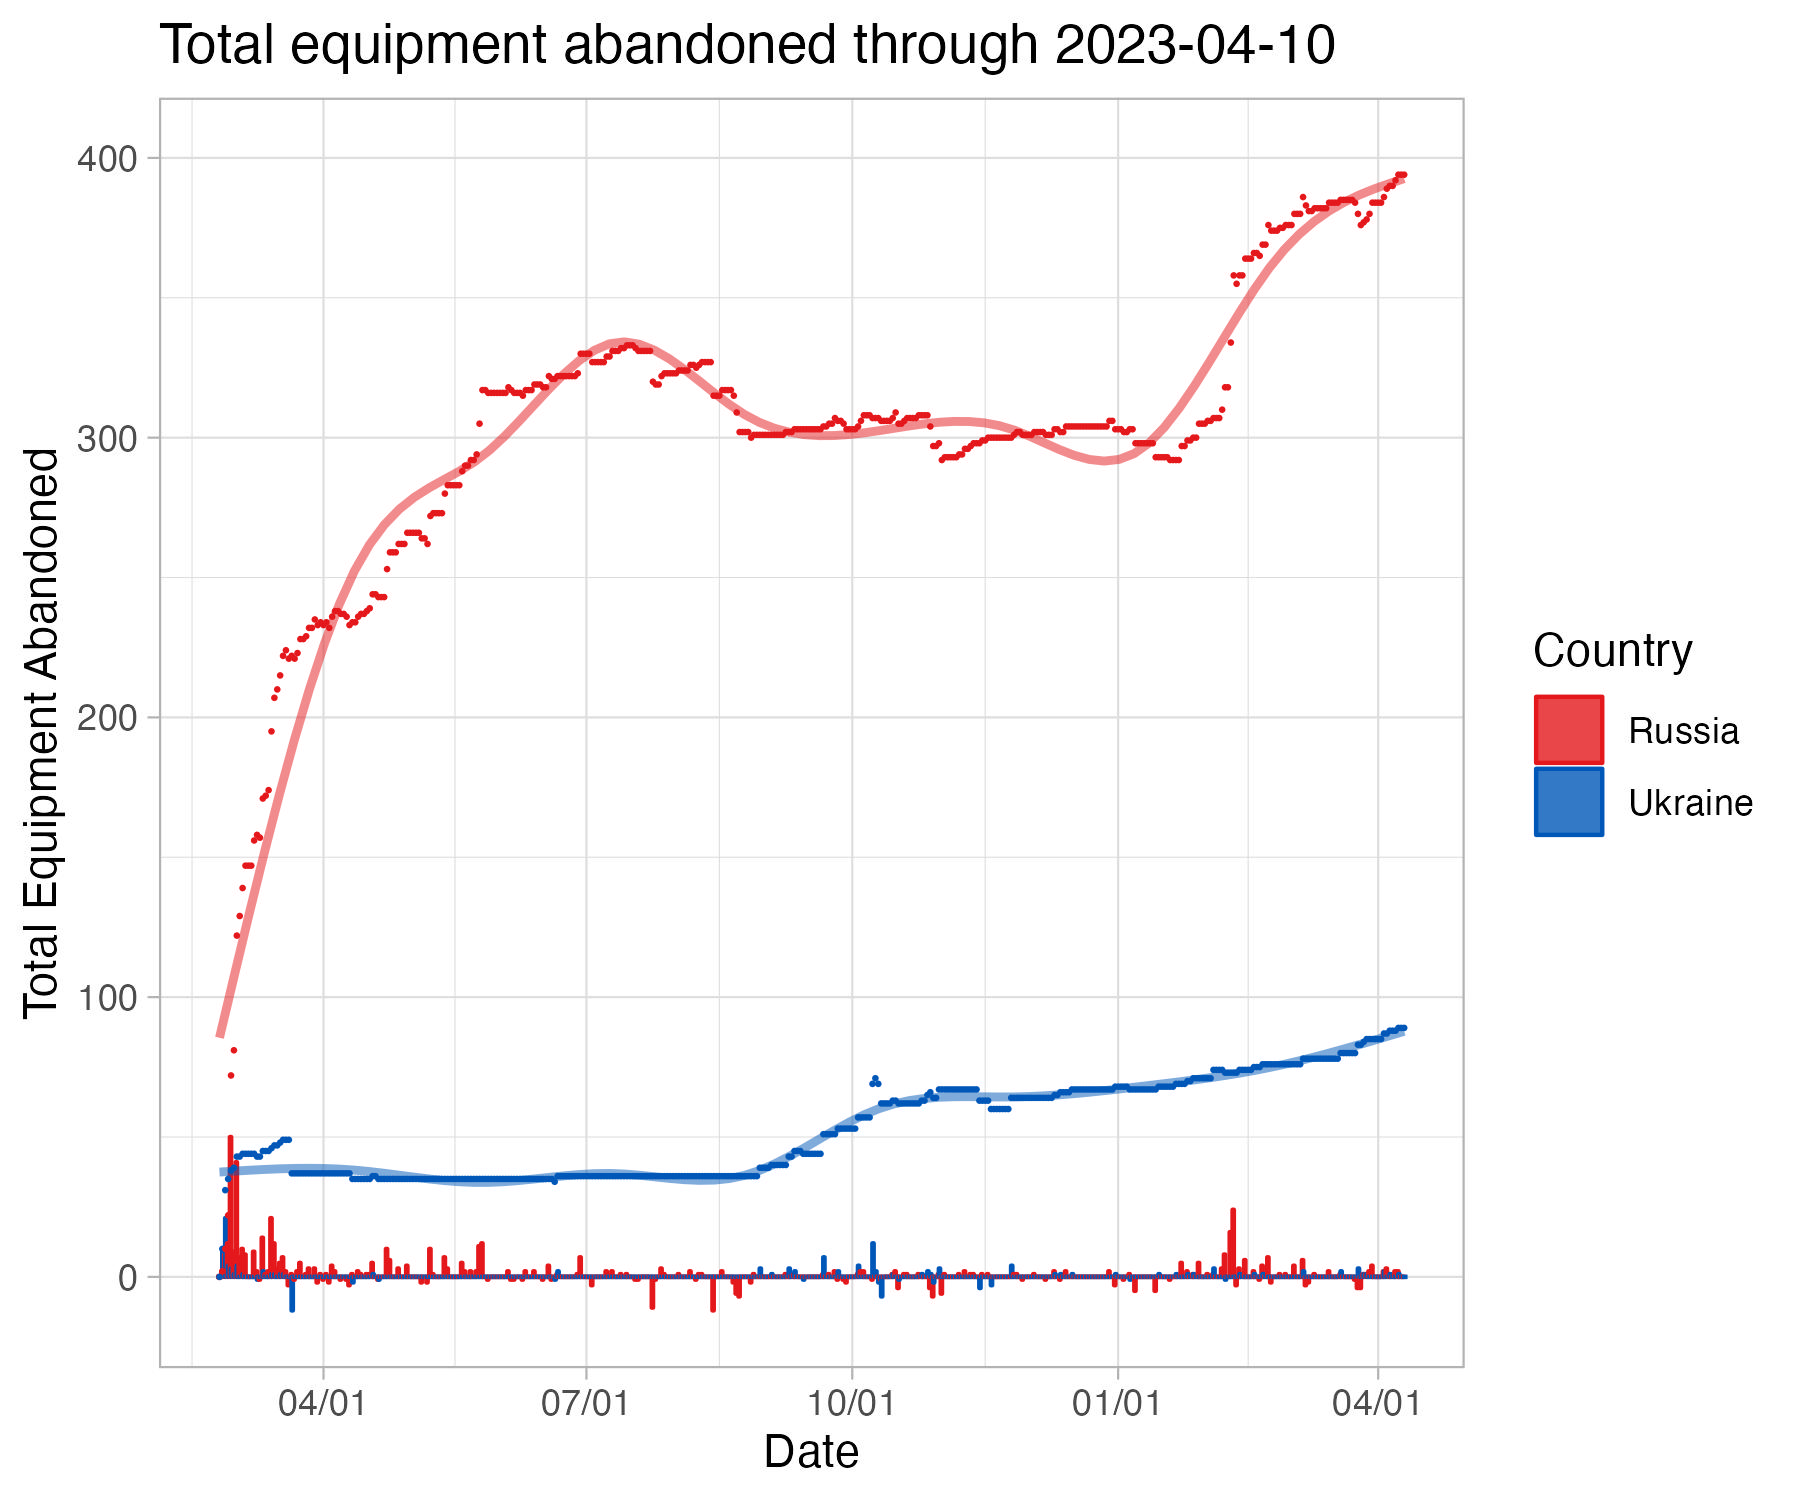 Total equipment abandoned through 2023-04-10
Total Equipment Abandoned
400
300
200
100
0
04/01
07/01
10/01
01/01
04/01
Date
Country
Russia
Ukraine